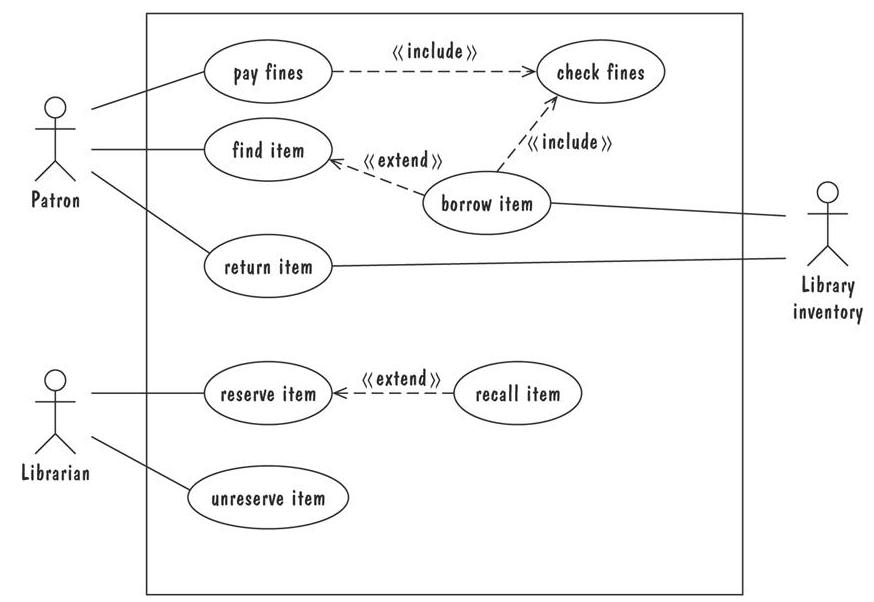 «include»
pay fines
check fines
«include»
find item
«extend»
Patron
borrow item
return item
Library
inventory
«extend»
reserve item
recall item
Librarian
unreserve item